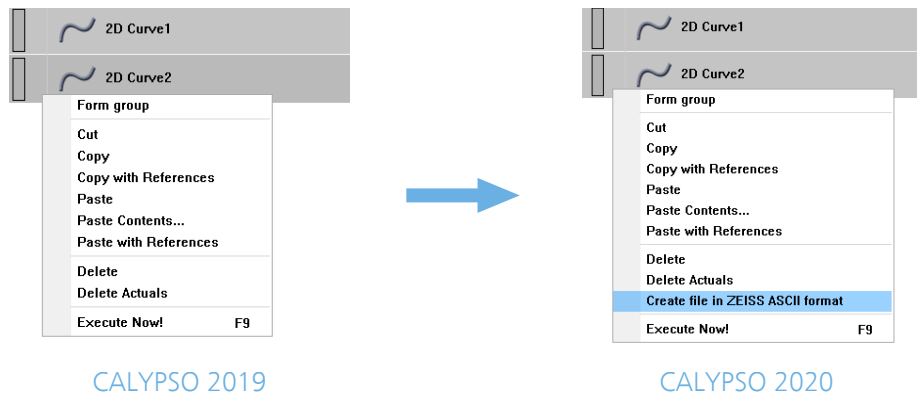 2D Curve1
2D Curve2
Form group
Cut
Copy
Copy with References
Paste
Paste Contents...
Paste with References
Delete
Delete Actuals
Execute Now! F9
CALYPSO 2019
2D Curve1
2D Curve2
Form group
Cut
Copy
Copy with References
Paste
Paste Contents...
Paste with References
Delete
Delete Actuals
Create file in ZEISS ASCII format
Execute Now! F9
CALYPSO 2020